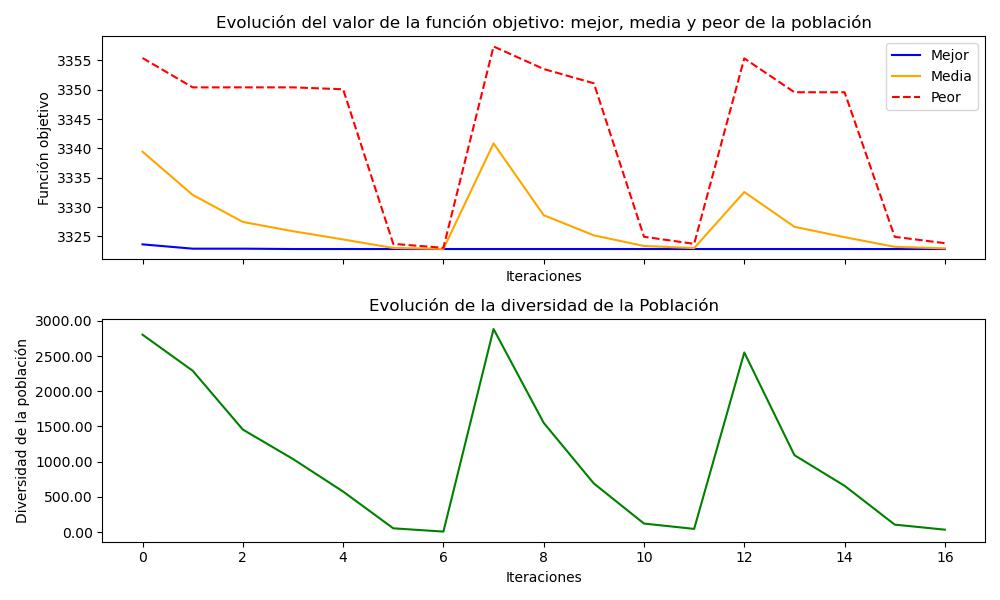 Evolución del valor de la función objetivo: mejor, media y peor de la población
Función objetivo
3355
3350
3345
3340
3335
3330
3325
Mejor
Media
Peor
Iteraciones
Evolución de la diversidad de la Población
Diversidad de la población
3000.00
2500.00
2000.00
1500.00
1000.00
500.00
0.00
0 2 4 6 8 10 12 14 16
Iteraciones